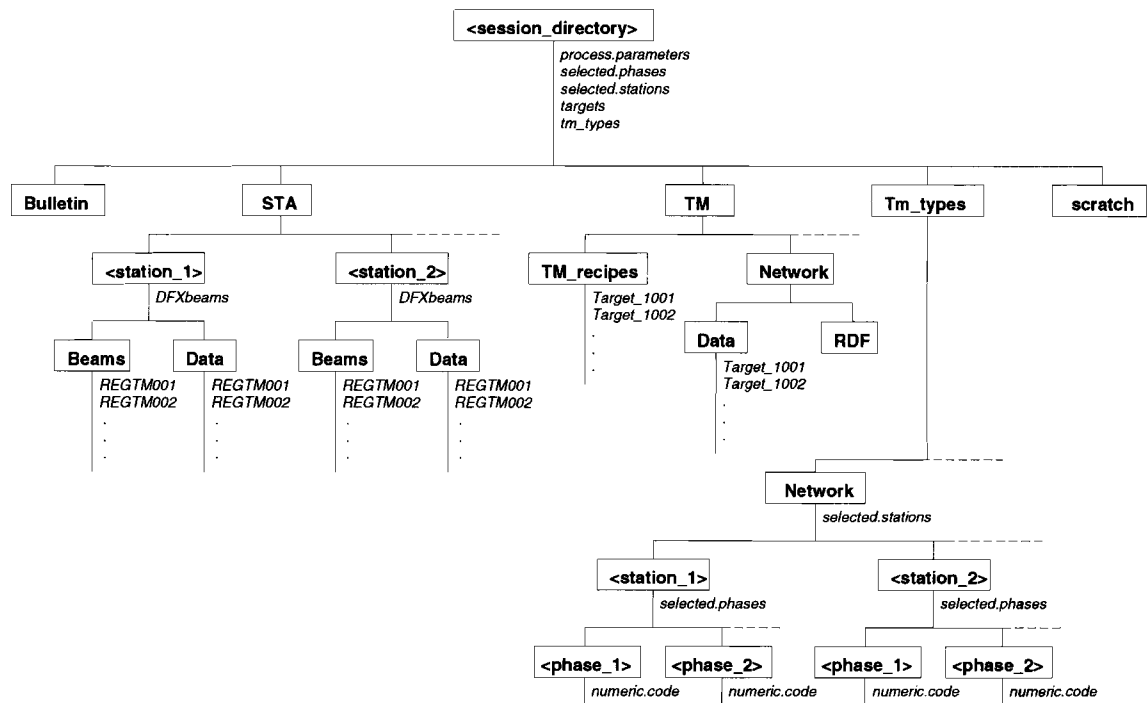 <session_directory>
process.parameters
selected.phases
selected.stations
targets
tm_types
Bulletin
STA
TM
Tm_types
scratch
<station_1>
<station_2>
TM_recipes
Network
DFXbeams
DFXbeams
Target_1001
Target_1002
.
.
.
Beams
Data
Beams
Data
Data
RDF
REGTM001
REGTM002
.
.
.
REGTM001
REGTM002
.
.
.
REGTM001
REGTM002
.
.
.
REGTM001
REGTM002
.
.
.
Target_1001
Target_1002
.
.
.
Network
selected.stations
<station_1>
<station_2>
selected.phases
selected.phases
<phase_1>
<phase_2>
<phase_1>
<phase_2>
numeric.code
numeric.code
numeric.code
numeric.code